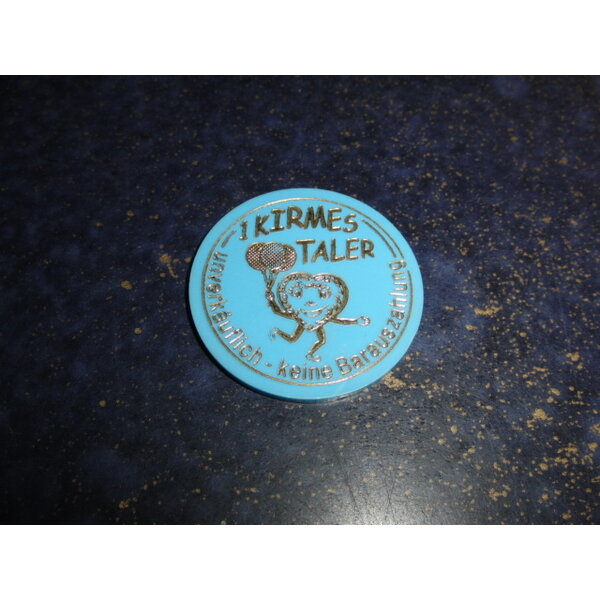 1 KIRMES
TALER
unverkäuflich - keine Barauszahlung